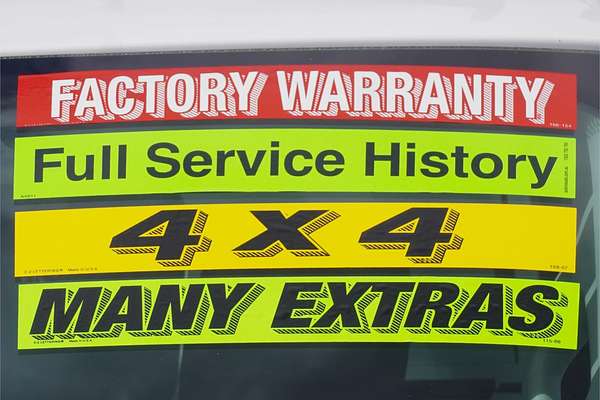 FACTORY WARRANTY
Full Service History
4 x 4
MANY EXTRAS